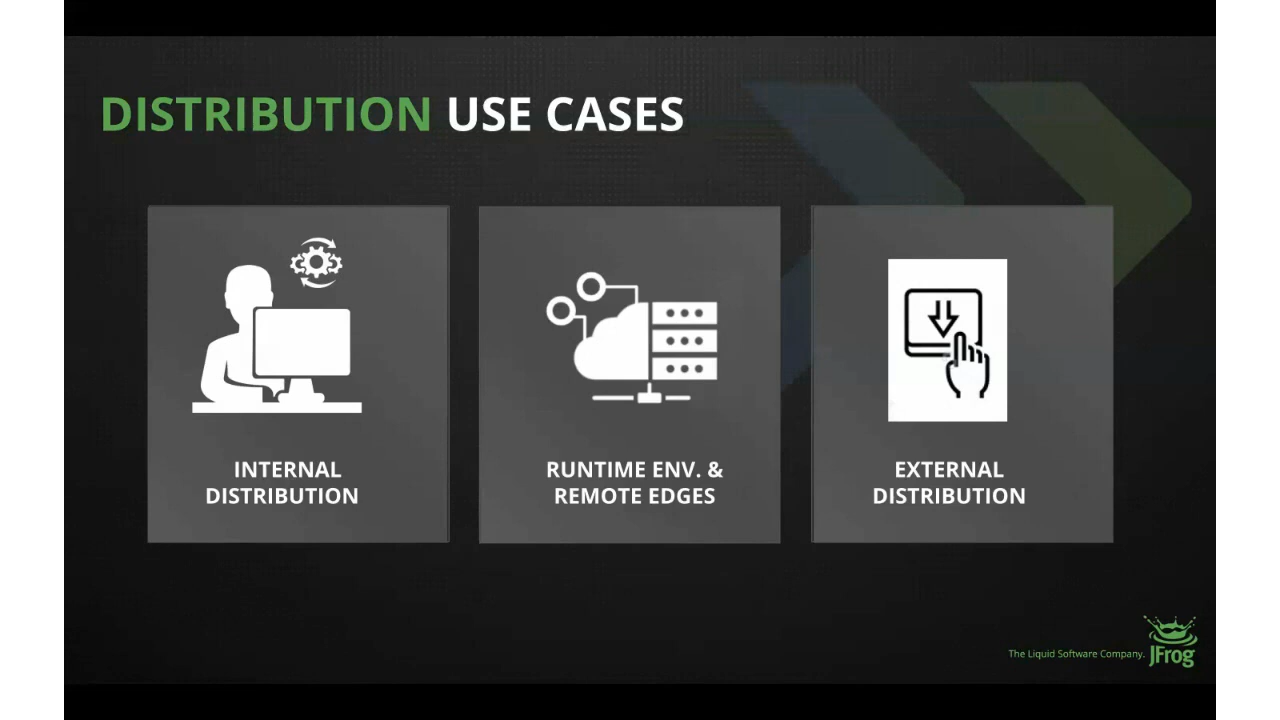 DISTRIBUTION USE CASES
INTERNAL
DISTRIBUTION
RUNTIME ENV. &
REMOTE EDGES
EXTERNAL
DISTRIBUTION
The Liquid Software Company.
JFrog